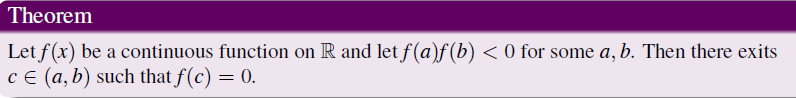 Theorem
Let f(x) be a continuous function on ℝ and let f(a)f(b) < 0 for some a, b. Then there exits
c ∈ (a, b) such that f(c) = 0.